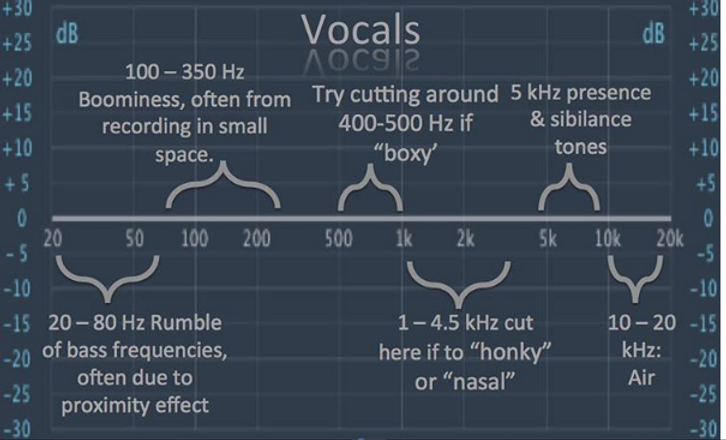 Vocals
dB
dB
+30
+25
+20
+15
+10
+5
0
-5
-10
-15
-20
-25
-30
100 – 350 Hz
Boominess, often from
recording in small
space.
Try cutting around
400-500 Hz if
"boxy'
5 kHz presence
& sibilance
tones
20 50 100 200 500 1k 2k 5k 10k 20k
20 – 80 Hz Rumble
of bass frequencies,
often due to
proximity effect
1 – 4.5 kHz cut
here if to "honky"
or "nasal"
10 – 20
kHz:
Air
+30
+25
+20
+15
+10
+5
0
-5
-10
-15
-20
-25
-30